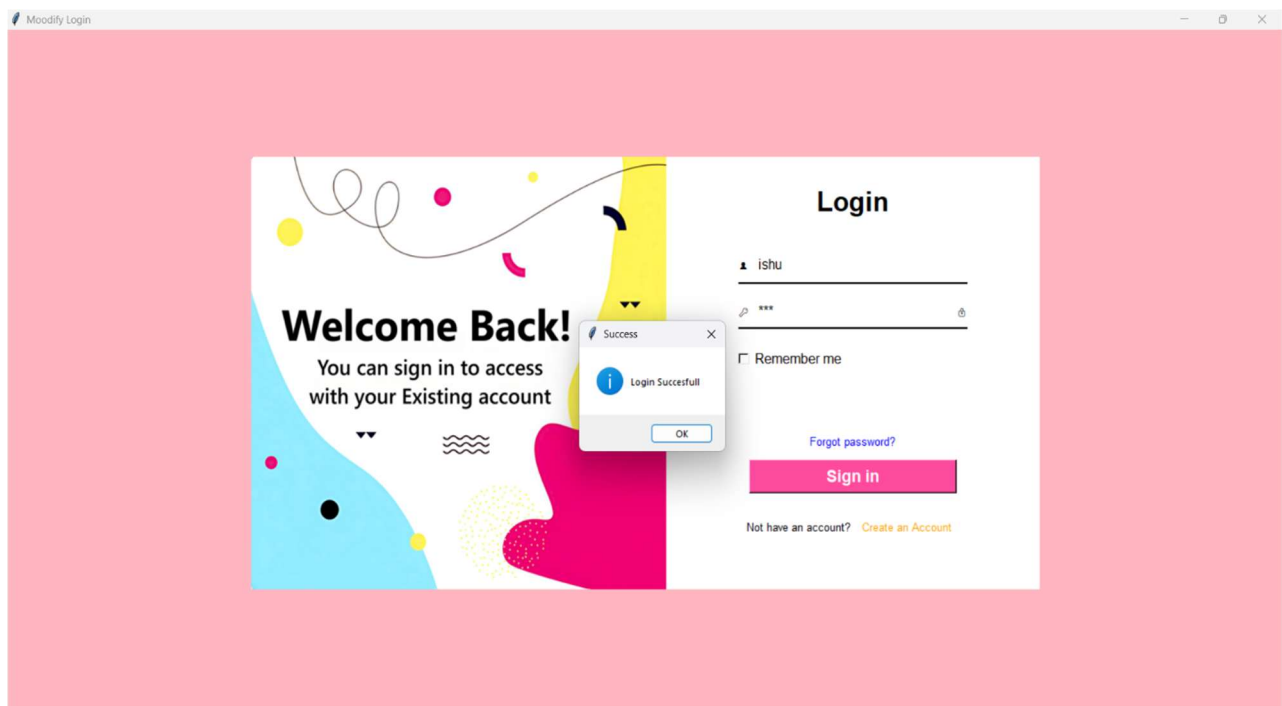 Moodify Login
Welcome Back!
You can sign in to access
with your Existing account
Success
Login Succesfull
OK
Login
ishu
***
Remember me
Forgot password?
Sign in
Not have an account? Create an Account